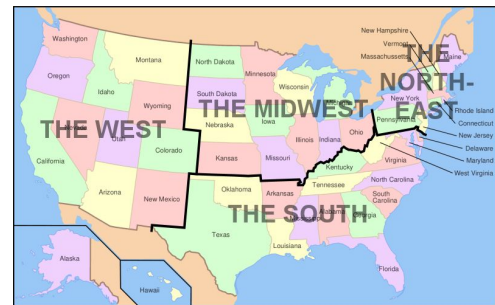 New Hampshire
Vermont
Massachusetts
THE NORTH-EAST
Maine
Washington
Montana
North Dakota
Minnesota
Oregon
Idaho
Wyoming
South Dakota
Wisconsin
New York
Rhode Island
Connecticut
THE WEST
THE MIDWEST
Nebraska
Iowa
Pennsylvania
New Jersey
Utah
Colorado
Kansas
Missouri
Illinois
Indiana
Ohio
Delaware
Maryland
West Virginia
California
Kentucky
Virginia
Arizona
New Mexico
Oklahoma
Arkansas
Tennessee
North Carolina
South Carolina
THE SOUTH
Texas
Louisiana
Mississippi
Alabama
Georgia
Florida
Alaska
Hawaii